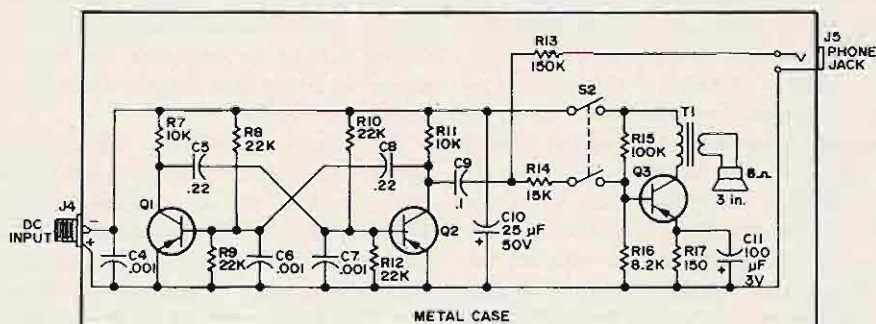 R13
150K
J5
PHONE
JACK
R7
10K
C5
.22
R8
22K
R10
22K
C8
.22
R11
10K
C9
.1
S2
R14
15K
R15
100K
T1
8Ω
3 in.
Q3
J4
DC
INPUT
-
+
Q1
Q2
C4
.001
R9
22K
C6
.001
C7
.001
R12
22K
C10
25 µF
50V
+
R16
8.2K
R17
150
C11
100
µF
3V
+
METAL CASE